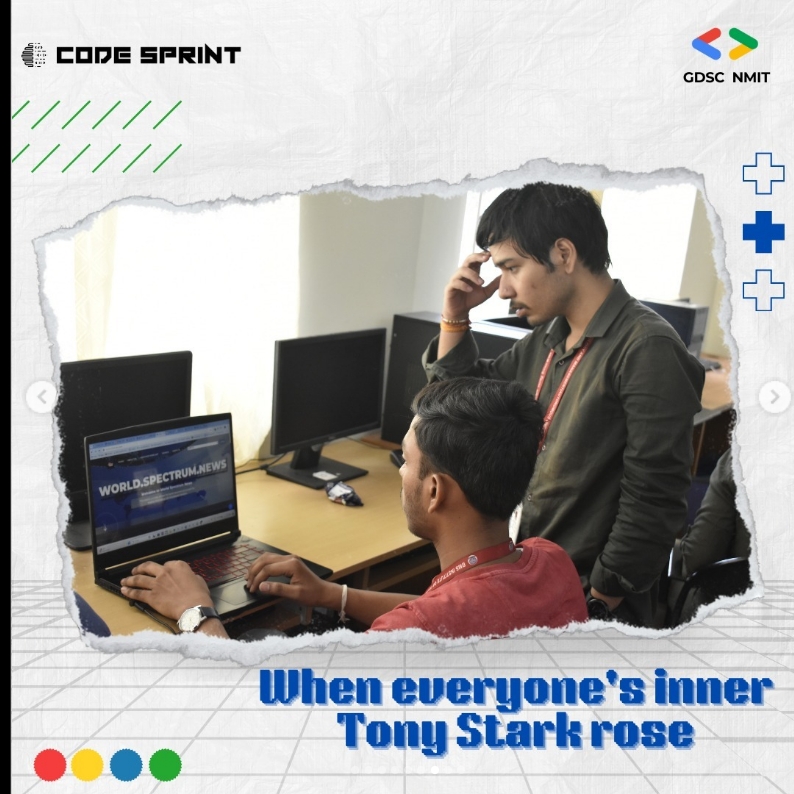 CODE SPRINT
GDSC NMIT
WORLD.SPECTRUM.NEWS
When everyone's inner
Tony Stark rose